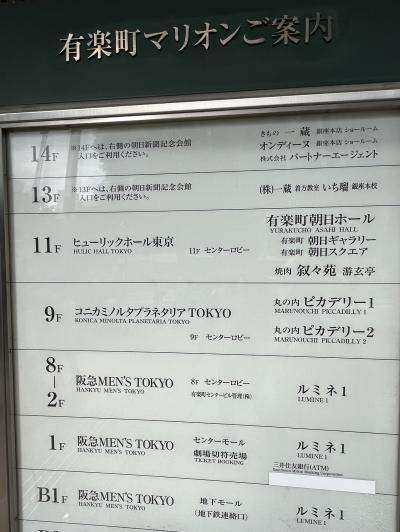 有楽町マリオンご案内
14F ※14Fへは、右側の朝日新聞記念会館 きもの 一蔵 銀座本店 ショールーム
入口をご利用ください。 オンディーヌ 銀座本店 ショールーム
株式会社 パートナーエージェント
13F ※13Fへは、右側の朝日新聞記念会館 (株)一蔵 着方教室 いち瑠 銀座本校
入口をご利用ください。
有楽町朝日ホール
YURAKUCHO ASAHI HALL
11F ヒューリックホール東京 11F センターロビー 有楽町 朝日ギャラリー
HULIC HALL TOKYO 有楽町 朝日スクエア
焼肉 叙々苑 游玄亭
9F コニカミノルタプラネタリア TOKYO 丸の内 ピカデリー1
KONICA MINOLTA PLANETARIA TOKYO MARUNOUCHI PICCADILLY 1
9F センターロビー 丸の内 ピカデリー2
MARUNOUCHI PICCADILLY 2
8F
2F 阪急MEN'S TOKYO 8F センターロビー ルミネ1
HANKYU MEN'S TOKYO 有楽町センタービル管理(株) LUMINE 1
1F 阪急MEN'S TOKYO センターモール ルミネ1
HANKYU MEN'S TOKYO 劇場切符売場 LUMINE 1
TICKET BOOKING 三井住友銀行(ATM)
Sumitomo Mitsui Banking Corporation
B1F 阪急MEN'S TOKYO 地下モール ルミネ1
HANKYU MEN'S TOKYO (地下鉄連絡口) LUMINE 1